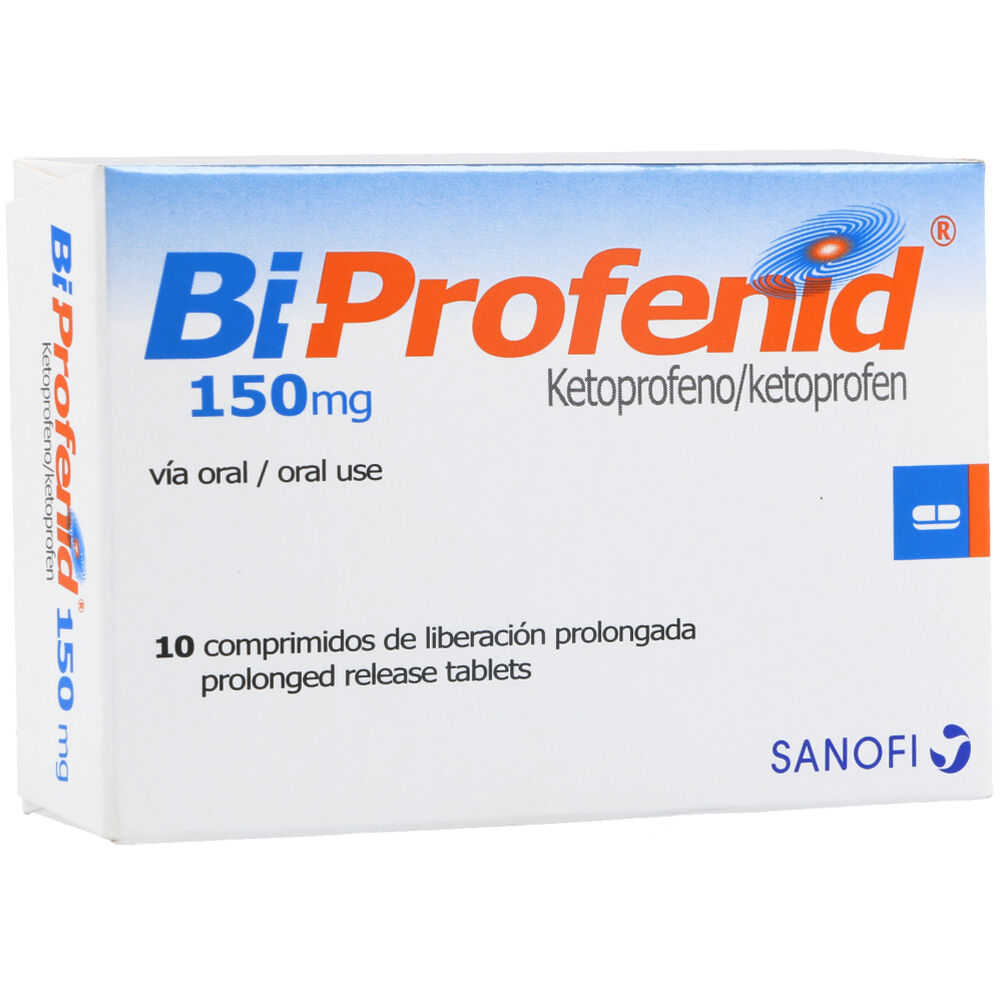 BiProfenid®
150mg
Ketoprofeno/ketoprofen
vía oral / oral use
10 comprimidos de liberación prolongada
prolonged release tablets
SANOFI
BiProfenid® 150 mg
Ketoprofeno/ketoprofen